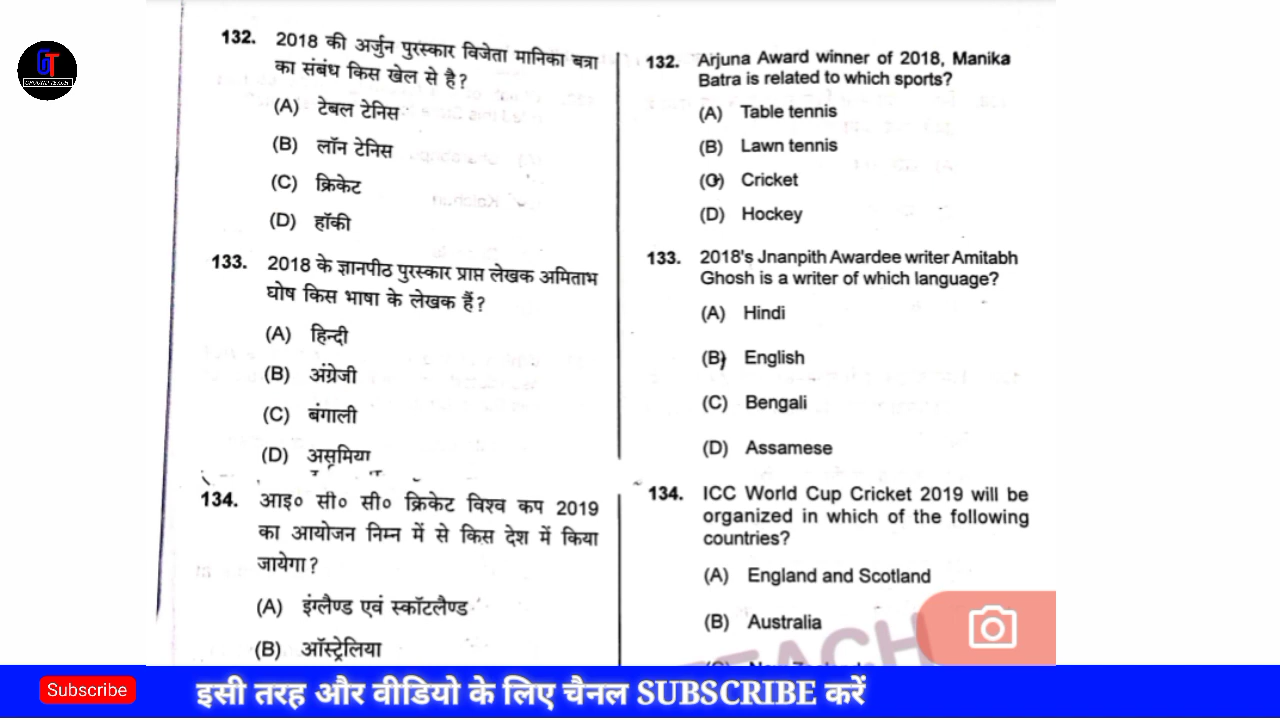 GT
132. 2018 की अर्जुन पुरस्कार विजेता मानिका बत्रा
का संबंध किस खेल से है?
(A) टेबल टेनिस
(B) लॉन टेनिस
(C) क्रिकेट
(D) हॉकी
133. 2018 के ज्ञानपीठ पुरस्कार प्राप्त लेखक अमिताभ
घोष किस भाषा के लेखक हैं?
(A) हिन्दी
(B) अंग्रेजी
(C) बंगाली
(D) असमिया
134. आइ० सी० सी० क्रिकेट विश्व कप 2019
का आयोजन निम्न में से किस देश में किया
जायेगा?
(A) इंग्लैण्ड एवं स्कॉटलैण्ड
(B) ऑस्ट्रेलिया
132. Arjuna Award winner of 2018, Manika
Batra is related to which sports?
(A) Table tennis
(B) Lawn tennis
(C) Cricket
(D) Hockey
133. 2018's Jnanpith Awardee writer Amitabh
Ghosh is a writer of which language?
(A) Hindi
(B) English
(C) Bengali
(D) Assamese
134. ICC World Cup Cricket 2019 will be
organized in which of the following
countries?
(A) England and Scotland
(B) Australia
Subscribe
इसी तरह और वीडियो के लिए चैनल SUBSCRIBE करें